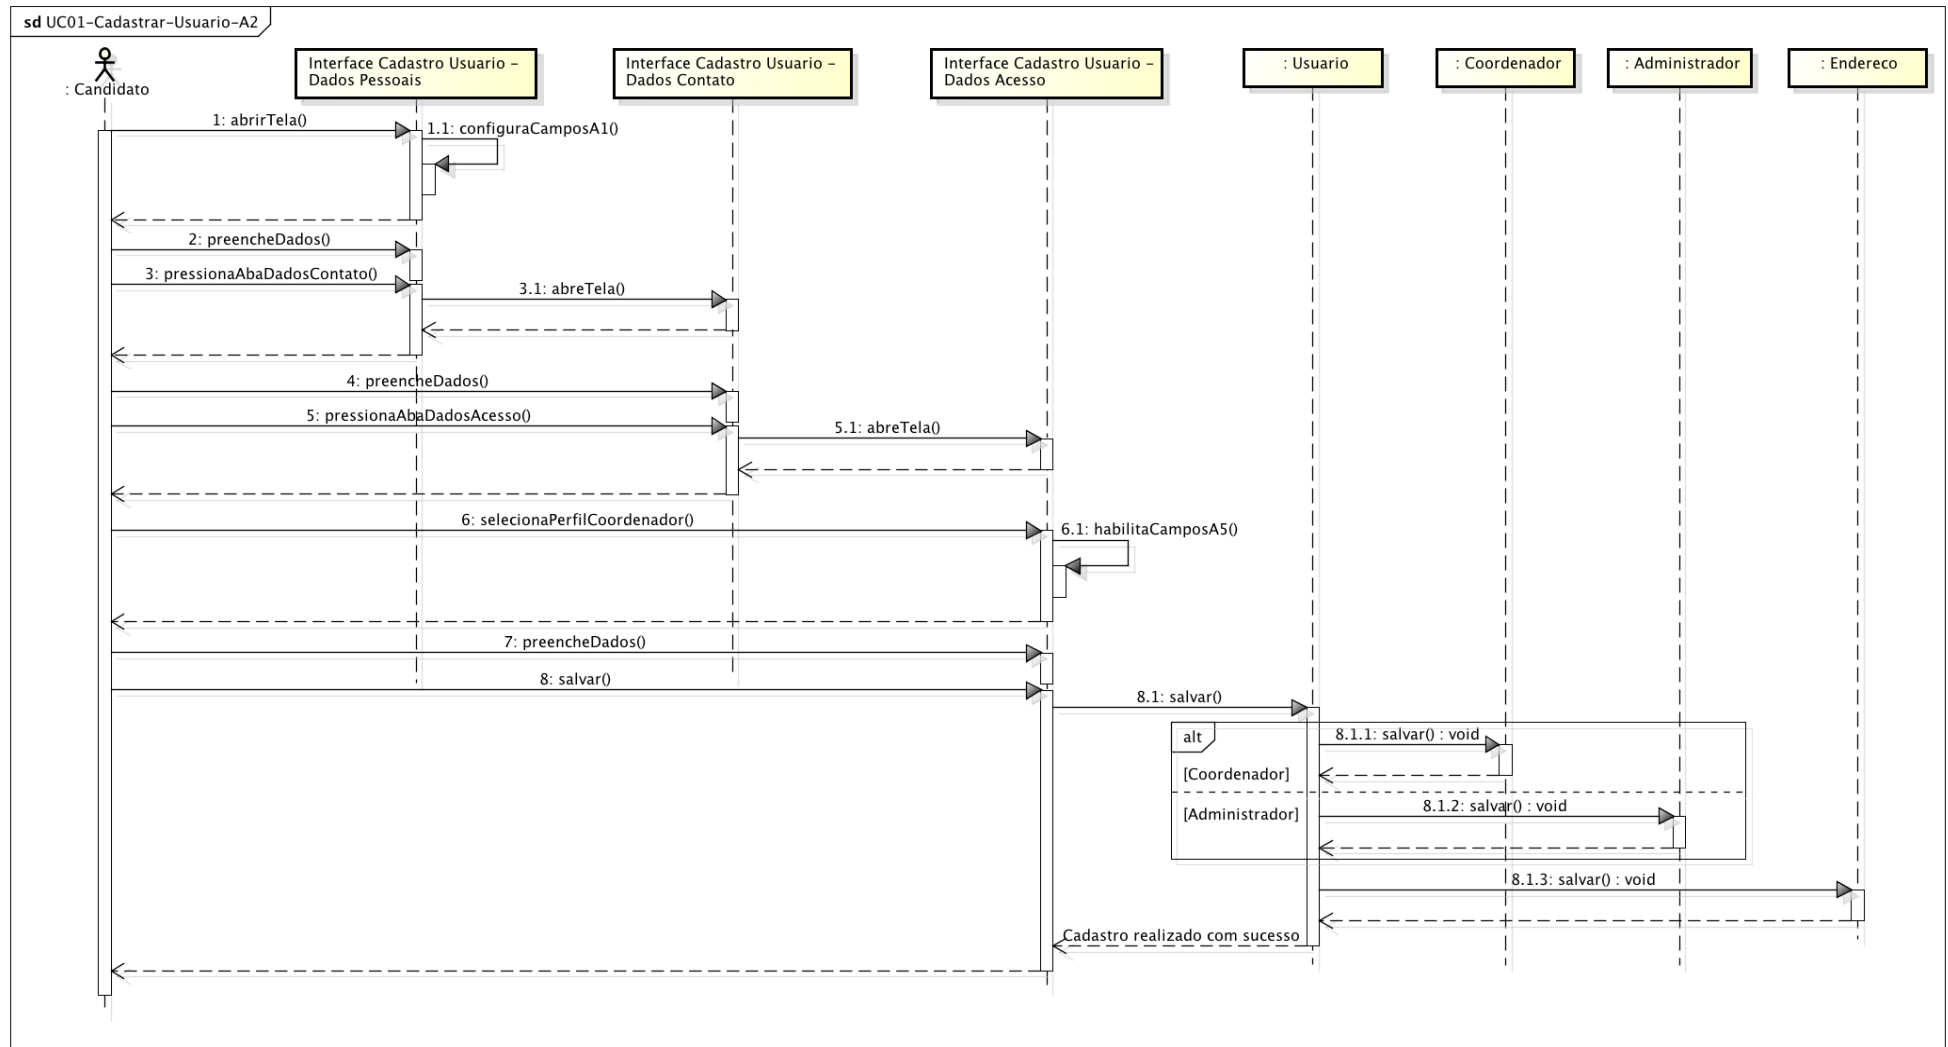 sd UC01-Cadastrar-Usuario-A2
: Candidato
Interface Cadastro Usuario -
Dados Pessoais
Interface Cadastro Usuario -
Dados Contato
Interface Cadastro Usuario -
Dados Acesso
: Usuario
: Coordenador
: Administrador
: Endereco
1: abrirTela()
1.1: configuraCamposA1()
2: preencheDados()
3: pressionaAbaDadosContato()
3.1: abreTela()
4: preencheDados()
5: pressionaAbaDadosAcesso()
5.1: abreTela()
6: selecionaPerfilCoordenador()
6.1: habilitaCamposA5()
7: preencheDados()
8: salvar()
8.1: salvar()
alt
8.1.1: salvar() : void
[Coordenador]
8.1.2: salvar() : void
[Administrador]
8.1.3: salvar() : void
Cadastro realizado com sucesso